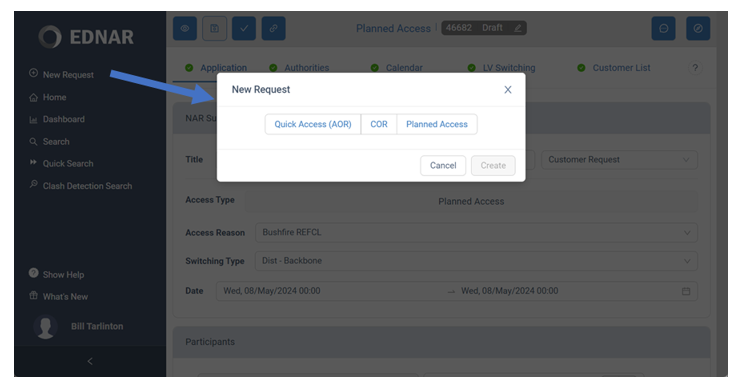 EDNAR
Planned Access 46682 Draft
New Request
Home
Dashboard
Search
Quick Search
Clash Detection Search
Show Help
What's New
Bill Tarlinton
Application
Authorities
Calendar
LV Switching
Customer List
?
New Request
X
Quick Access (AOR)
COR
Planned Access
Cancel
Create
NAR Su
Title
Customer Request
Access Type
Planned Access
Access Reason
Bushfire REFCL
Switching Type
Dist - Backbone
Date
Wed, 08/May/2024 00:00
→ Wed, 08/May/2024 00:00
Participants